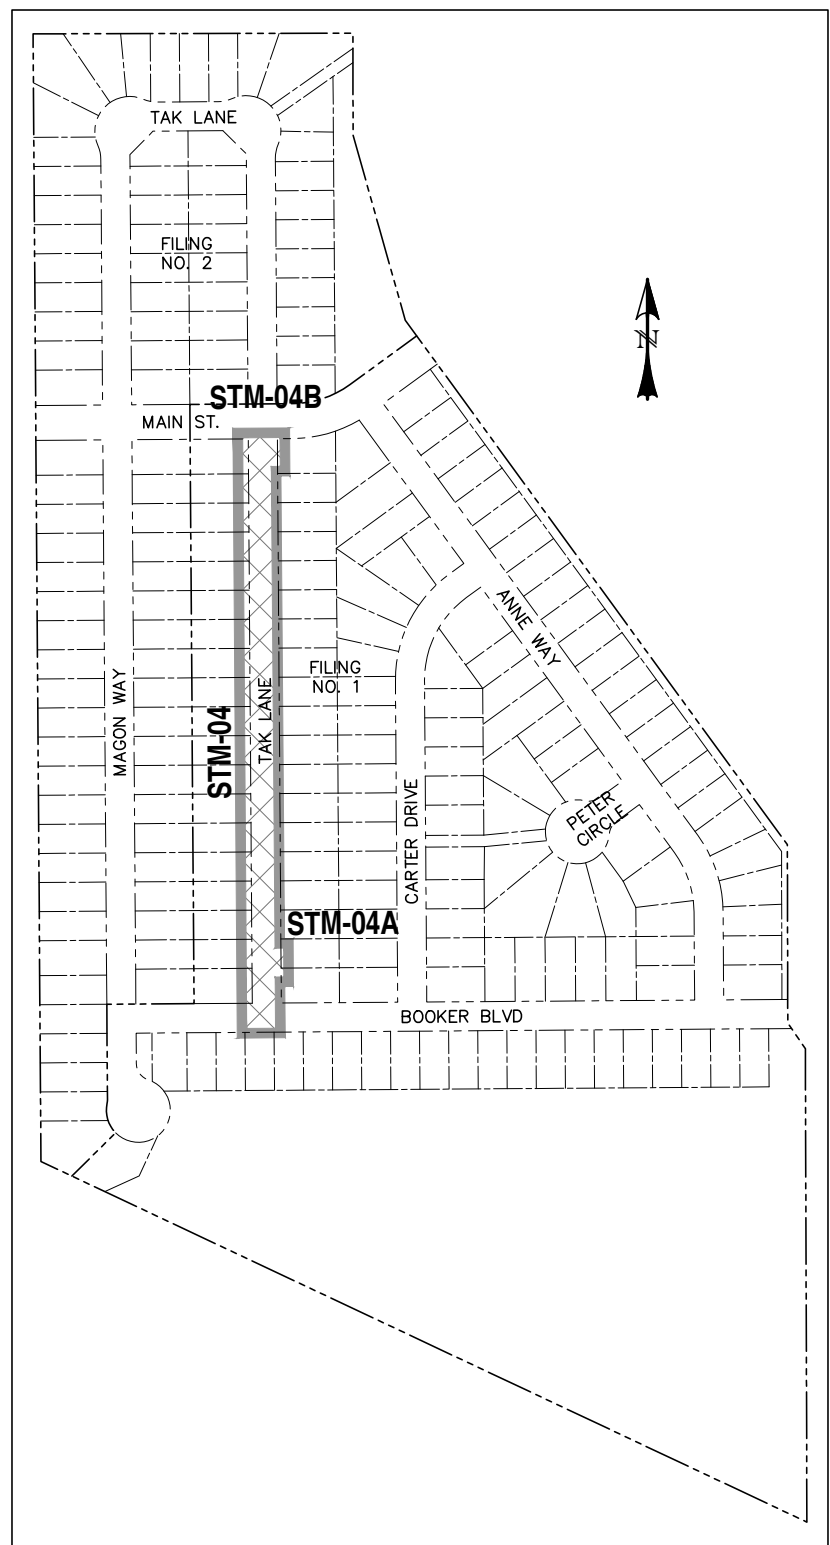 TAK LANE
FILING
NO. 2
N
STM-04B
MAIN ST.
ANNE WAY
FILING
NO. 1
MAGON WAY
STM-04
TAK LANE
CARTER DRIVE
PETER
CIRCLE
STM-04A
BOOKER BLVD